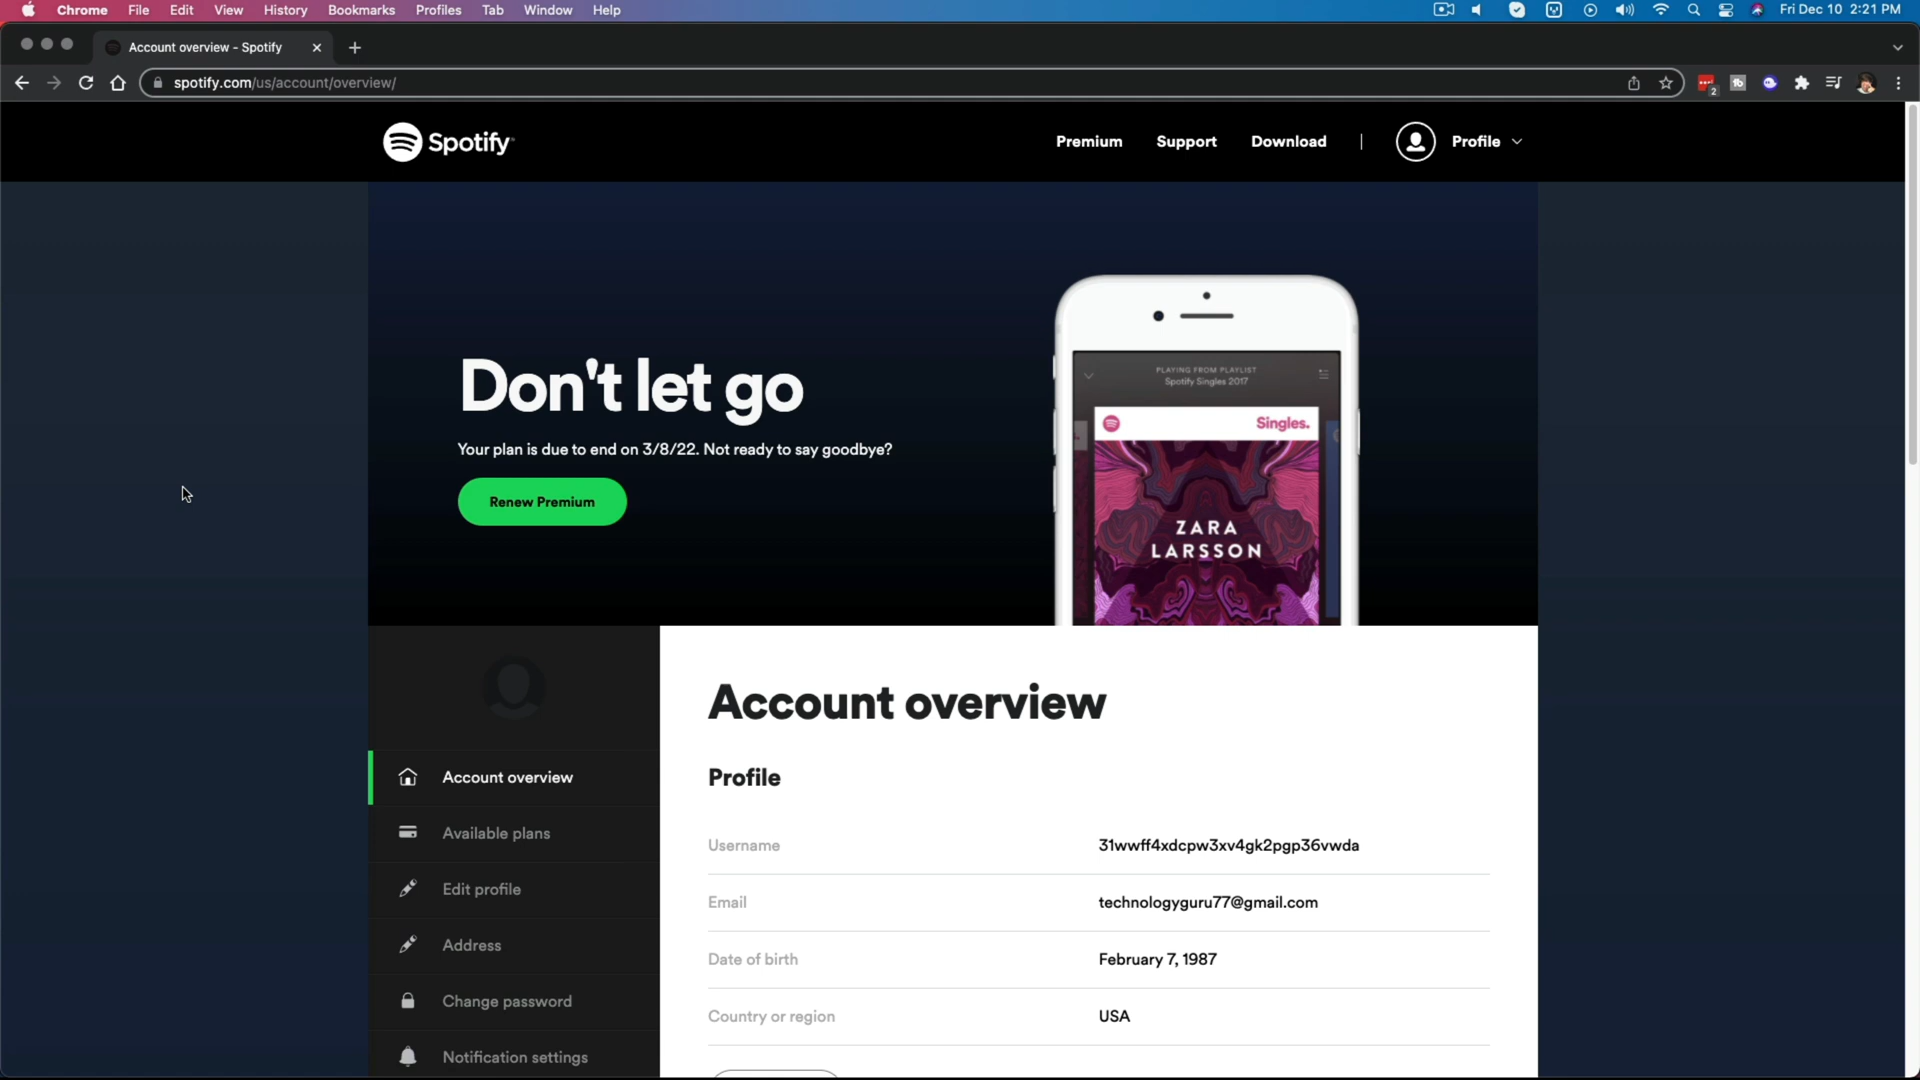 Chrome File Edit View History Bookmarks Profiles Tab Window Help Fri Dec 10 2:21 PM
Account overview - Spotify
spotify.com/us/account/overview/ 2
Spotify Premium Support Download | Profile
Don't let go
Your plan is due to end on 3/8/22. Not ready to say goodbye?
Renew Premium
PLAYING FROM PLAYLIST
Spotify Singles 2017
Singles.
ZARA
LARSSON
Account overview
Available plans
Edit profile
Address
Change password
Notification settings
Account overview
Profile
Username 31wwff4xdcpw3xv4gk2pgp36vwda
Email technologyguru77@gmail.com
Date of birth February 7, 1987
Country or region USA